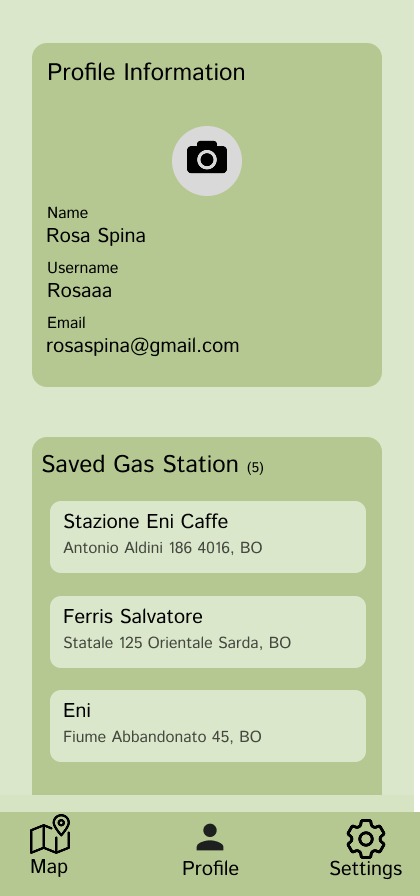 Profile Information
Name
Rosa Spina
Username
Rosaaa
Email
rosaspina@gmail.com
Saved Gas Station (5)
Stazione Eni Caffe
Antonio Aldini 186 4016, BO
Ferris Salvatore
Statale 125 Orientale Sarda, BO
Eni
Fiume Abbandonato 45, BO
Map
Profile
Settings